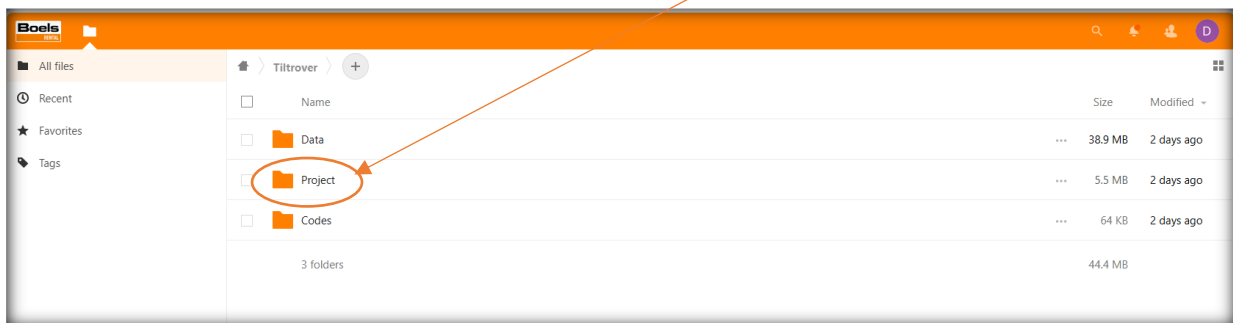 Boels
RENTAL
D
All files
Tiltrover
+
Recent
Name Size Modified
Favorites
Data ... 38.9 MB 2 days ago
Tags
Project ... 5.5 MB 2 days ago
Codes ... 64 KB 2 days ago
3 folders 44.4 MB